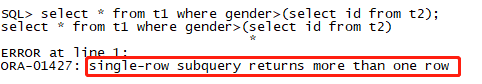 SQL> select * from t1 where gender>(select id from t2);
select * from t1 where gender>(select id from t2)
*
ERROR at line 1:
ORA-01427: single-row subquery returns more than one row